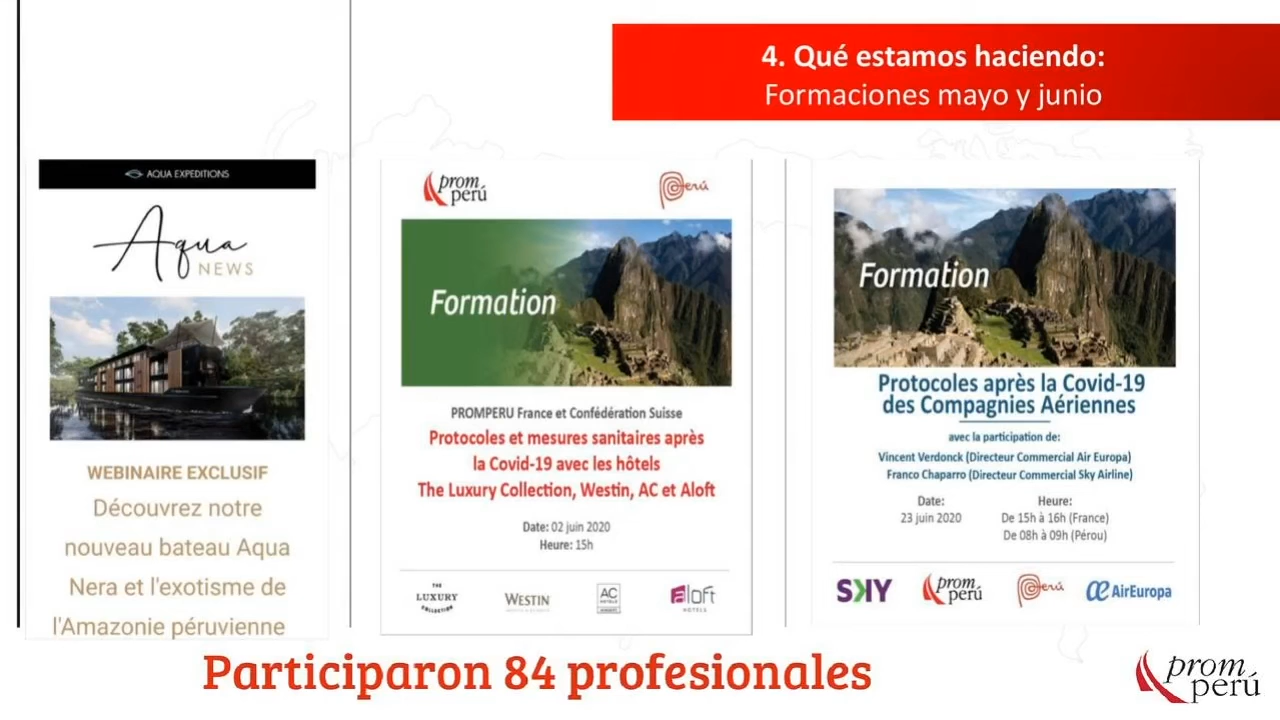 4. Qué estamos haciendo:
Formaciones mayo y junio
AQUA EXPEDITIONS
Aqua
NEWS
WEBINAIRE EXCLUSIF
Découvrez notre
nouveau bateau Aqua
Nera et l'exotisme de
l'Amazonie péruvienne
prom
perú
Perú
Formation
PROMPERU France et Confédération Suisse
Protocoles et mesures sanitaires après
la Covid-19 avec les hôtels
The Luxury Collection, Westin, AC et Aloft
Date: 02 juin 2020
Heure: 15h
THE
LUXURY
COLLECTION
WESTIN
AC
HOTELS
aloft
HOTELS
Formation
Protocoles après la Covid-19
des Compagnies Aériennes
avec la participation de:
Vincent Verdonck (Directeur Commercial Air Europa)
Franco Chaparro (Directeur Commercial Sky Airline)
Date:
23 juin 2020
Heure:
De 15h à 16h (France)
De 08h à 09h (Pérou)
SKY
prom
perú
Perú
AirEuropa
Participaron 84 profesionales
prom
perú